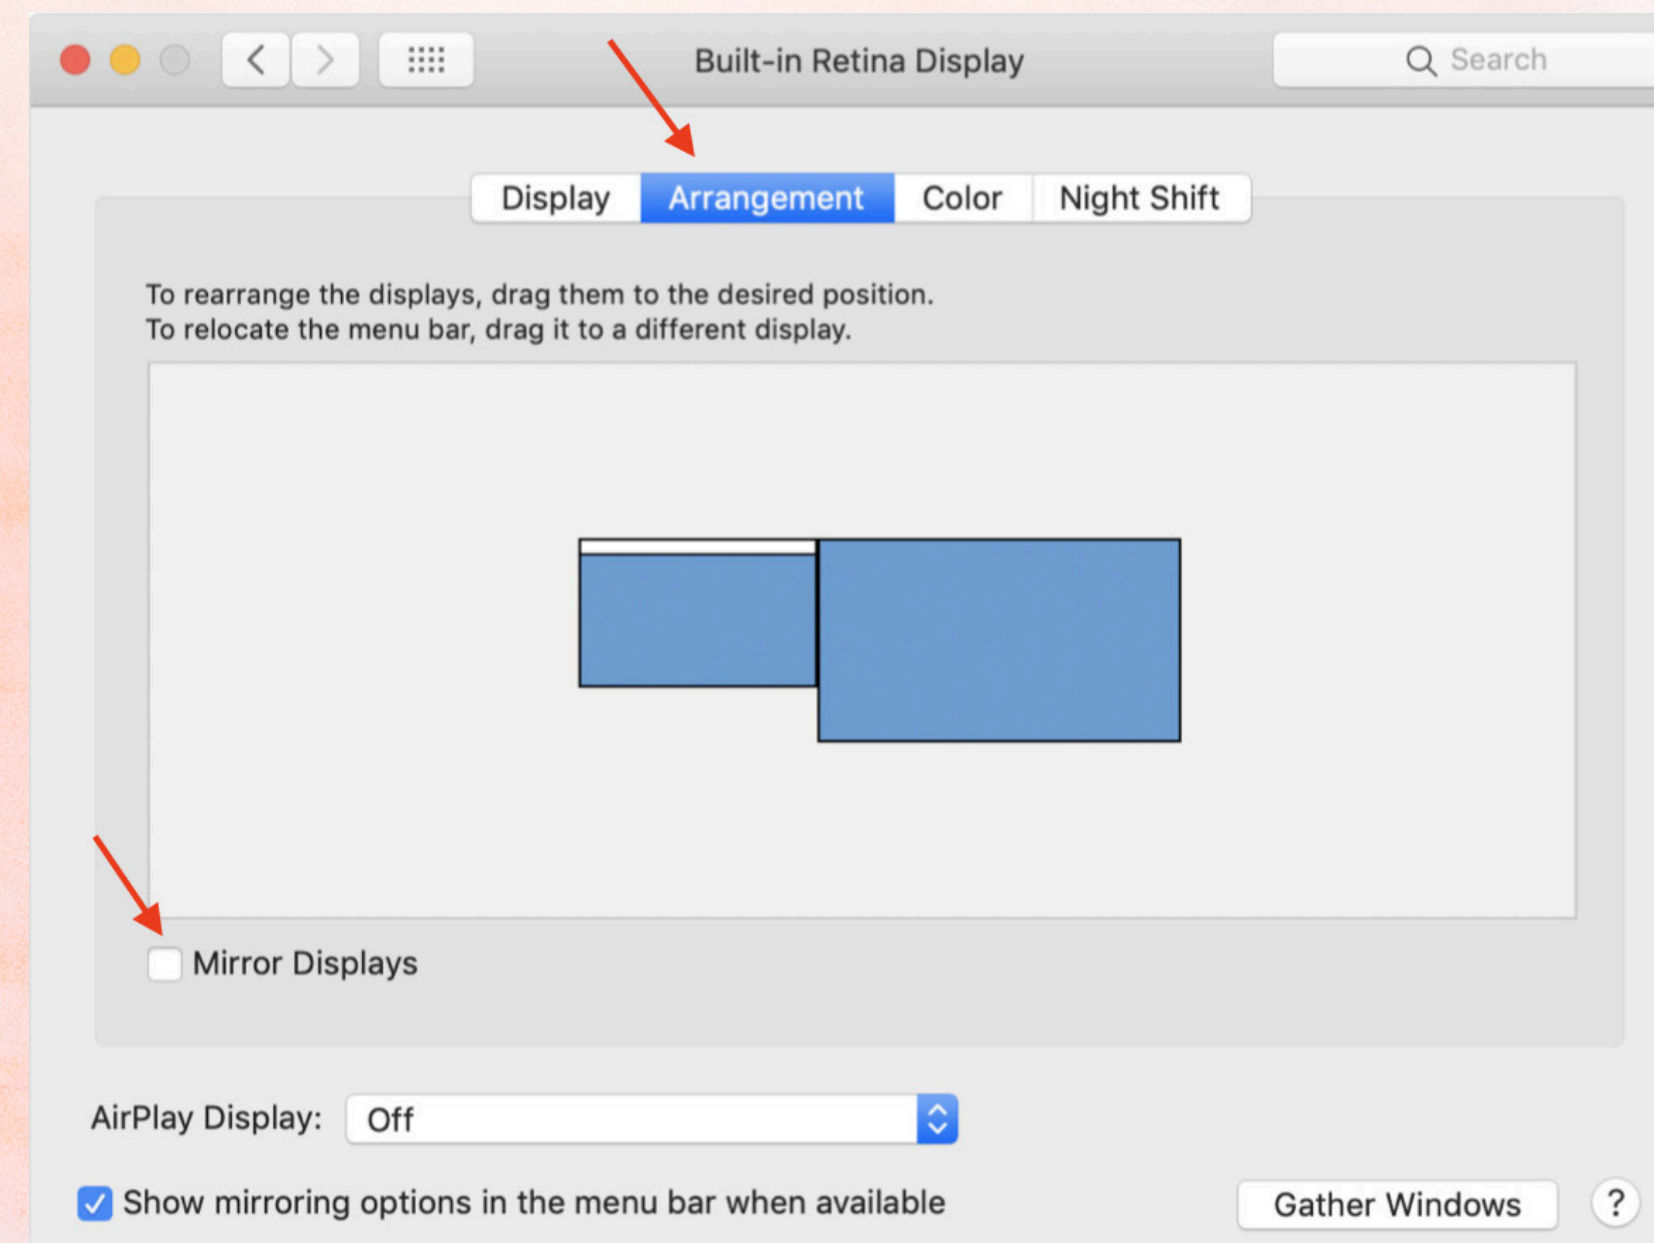 Built-in Retina Display
Search
Display
Arrangement
Color
Night Shift
To rearrange the displays, drag them to the desired position.
To relocate the menu bar, drag it to a different display.
Mirror Displays
AirPlay Display:
Off
Show mirroring options in the menu bar when available
Gather Windows
?